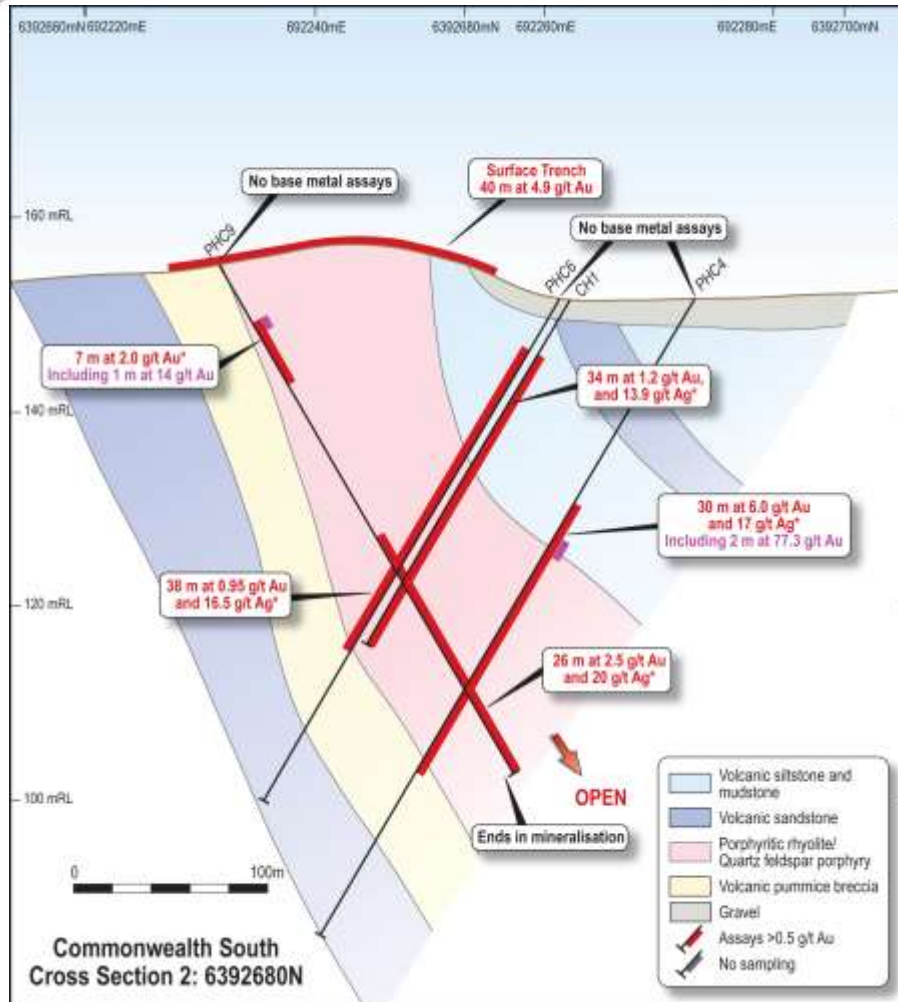 6392660mN 692220mE 692240mE 6392680mN 692260mE 692280mE 6392700mN
Surface Trench
40 m at 4.9 g/t Au
No base metal assays
160 mRL
No base metal assays
PHC9
PHC6
CH1
PHC4
7 m at 2.0 g/t Au*
Including 1 m at 14 g/t Au
34 m at 1.2 g/t Au,
and 13.9 g/t Ag*
140 mRL
30 m at 6.0 g/t Au
and 17 g/t Ag*
Including 2 m at 77.3 g/t Au
38 m at 0.95 g/t Au
and 16.5 g/t Ag*
120 mRL
26 m at 2.5 g/t Au
and 20 g/t Ag*
OPEN
100 mRL
Ends in mineralisation
0 100m
Commonwealth South
Cross Section 2: 6392680N
Volcanic siltstone and
mudstone
Volcanic sandstone
Porphyritic rhyolite/
Quartz feldspar porphyry
Volcanic pummice breccia
Gravel
Assays >0.5 g/t Au
No sampling